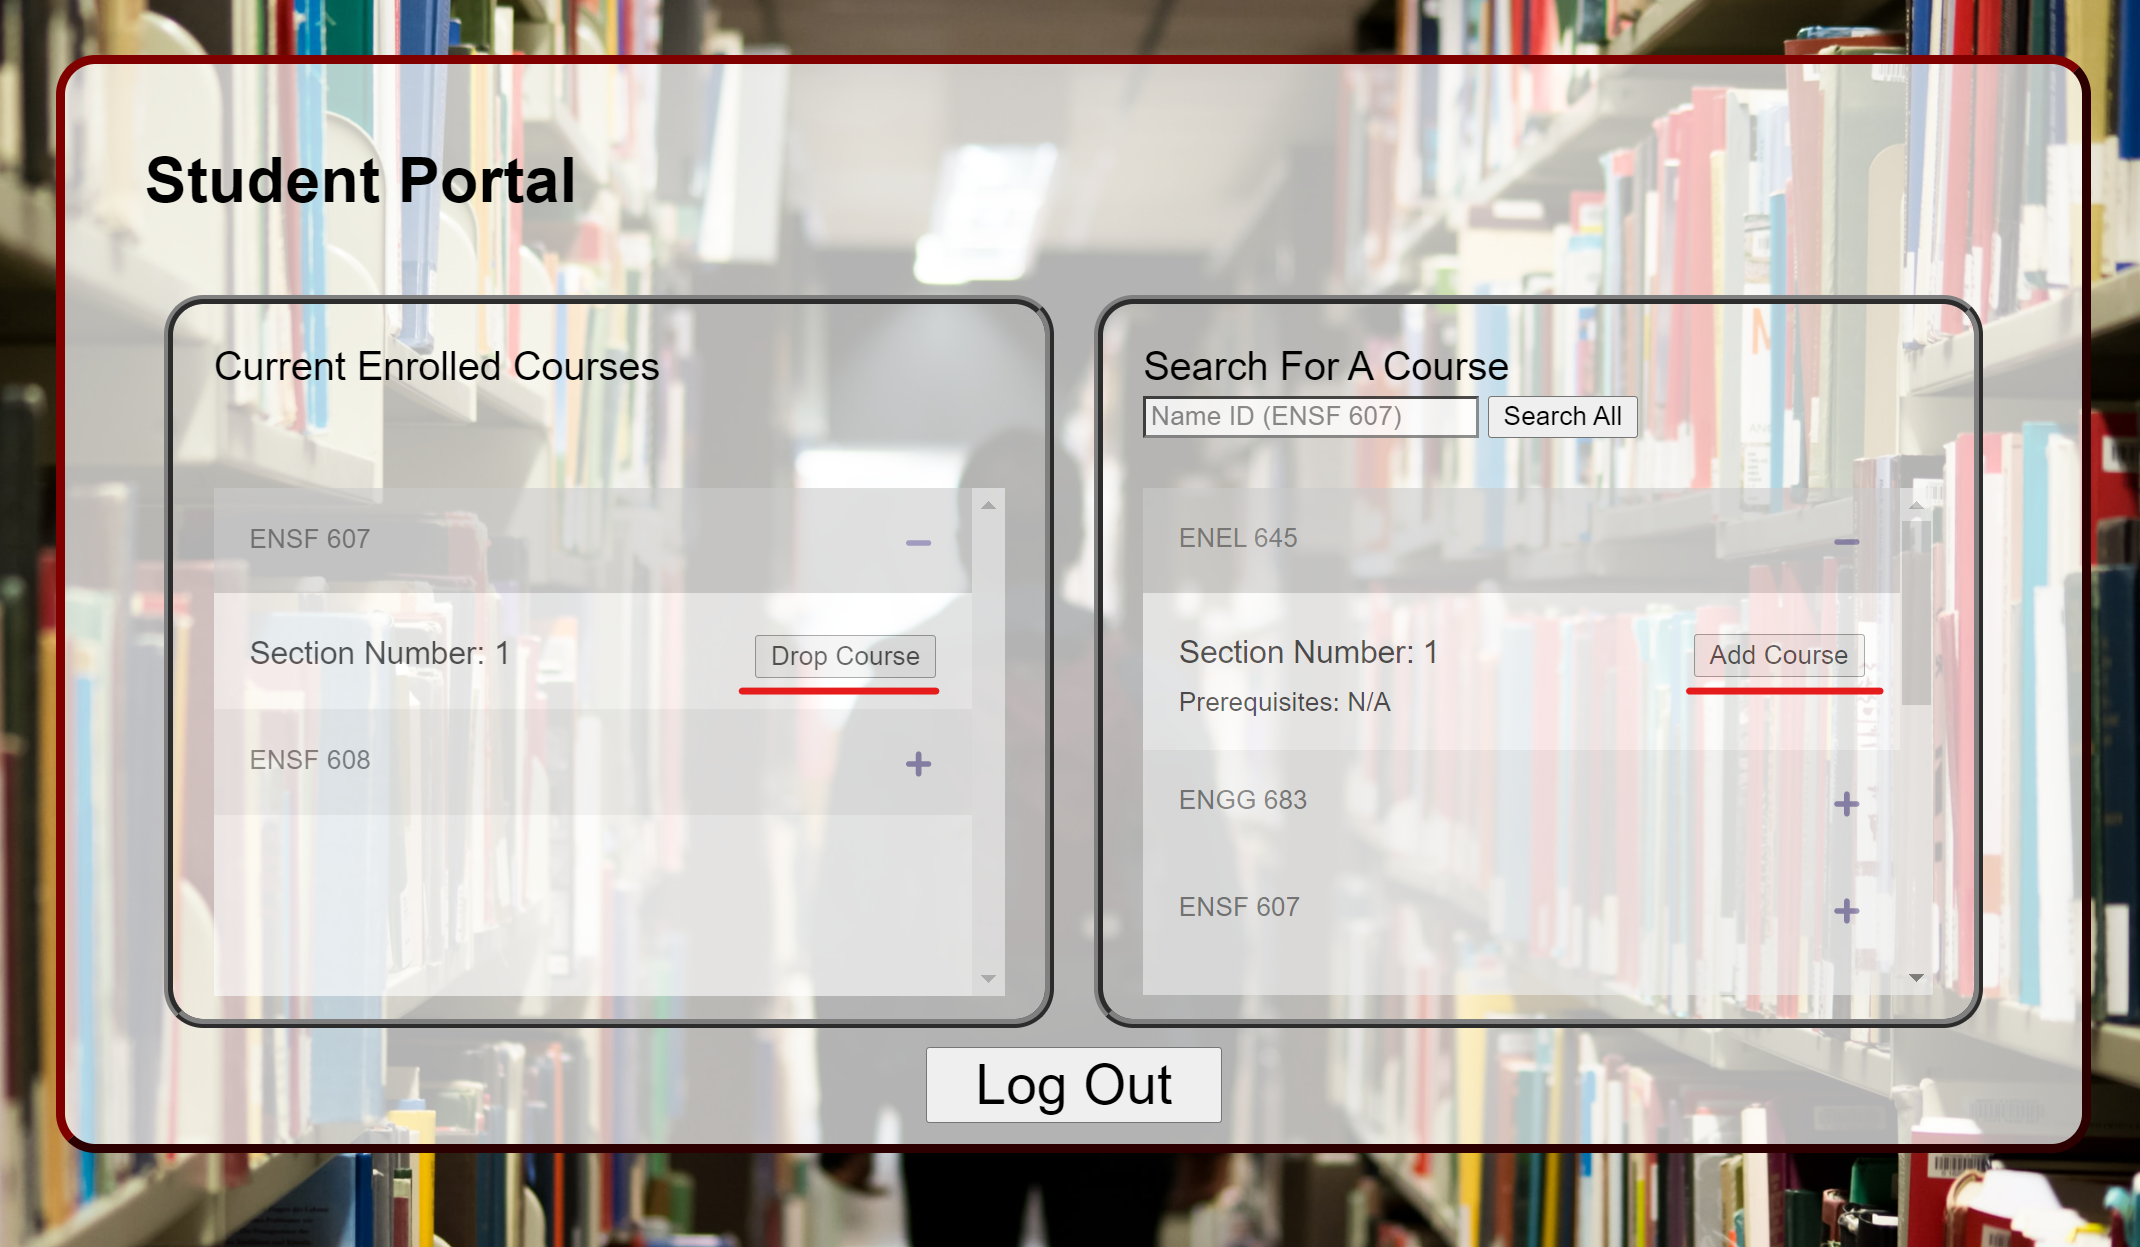 Student Portal
Current Enrolled Courses
ENSF 607
Section Number: 1
Drop Course
ENSF 608
Search For A Course
Name ID (ENSF 607)
Search All
ENEL 645
Section Number: 1
Add Course
Prerequisites: N/A
ENGG 683
ENSF 607
Log Out